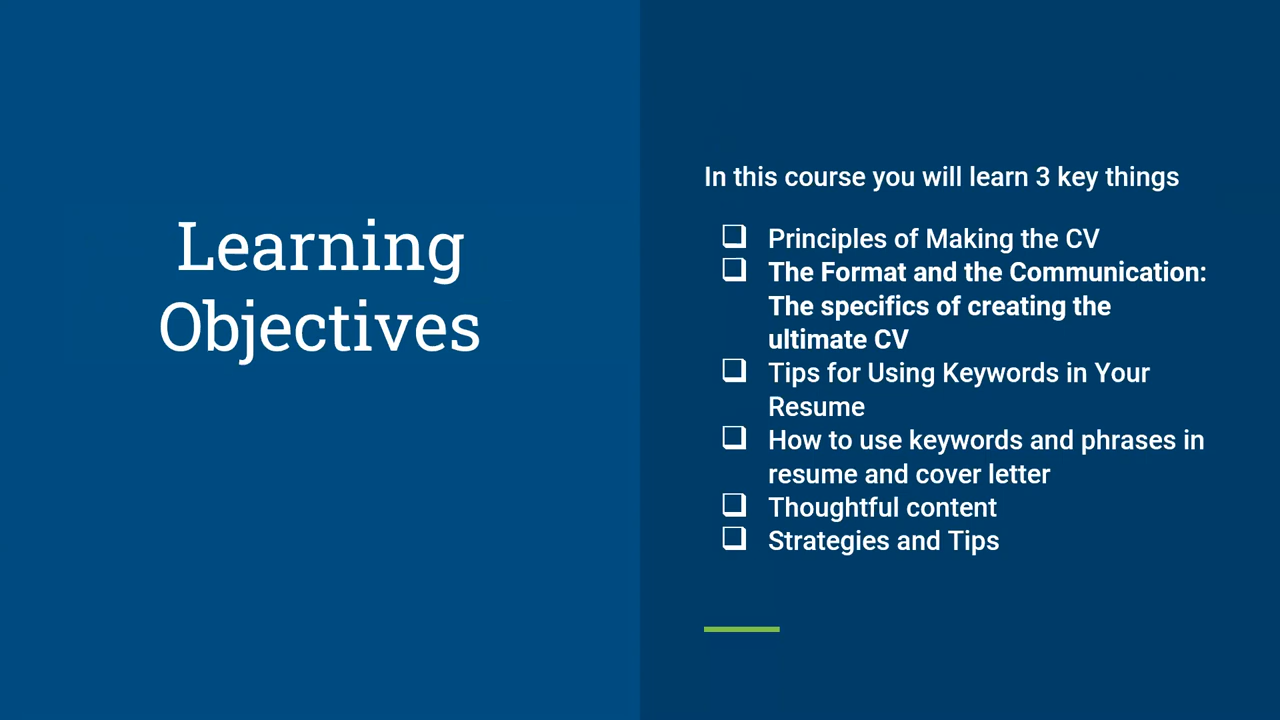 Learning
Objectives
In this course you will learn 3 key things
Principles of Making the CV
The Format and the Communication:
The specifics of creating the
ultimate CV
Tips for Using Keywords in Your
Resume
How to use keywords and phrases in
resume and cover letter
Thoughtful content
Strategies and Tips